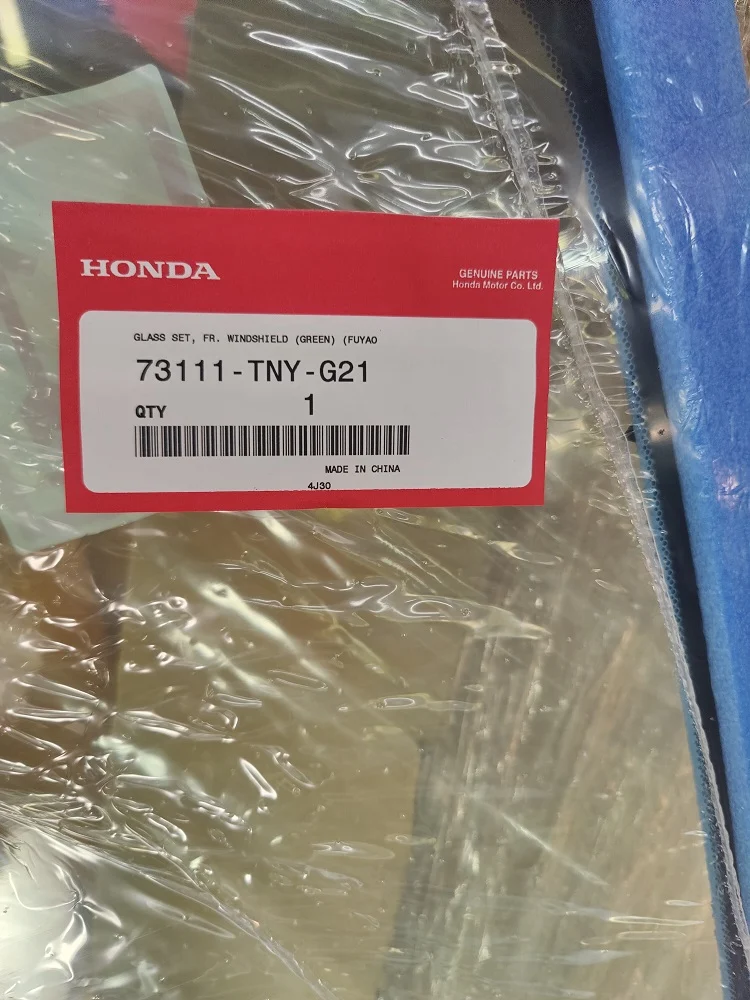 HONDA
GENUINE PARTS
Honda Motor Co. Ltd.
GLASS SET, FR. WINDSHIELD (GREEN) (FUYAO
73111-TNY-G21
QTY 1
MADE IN CHINA
4J30